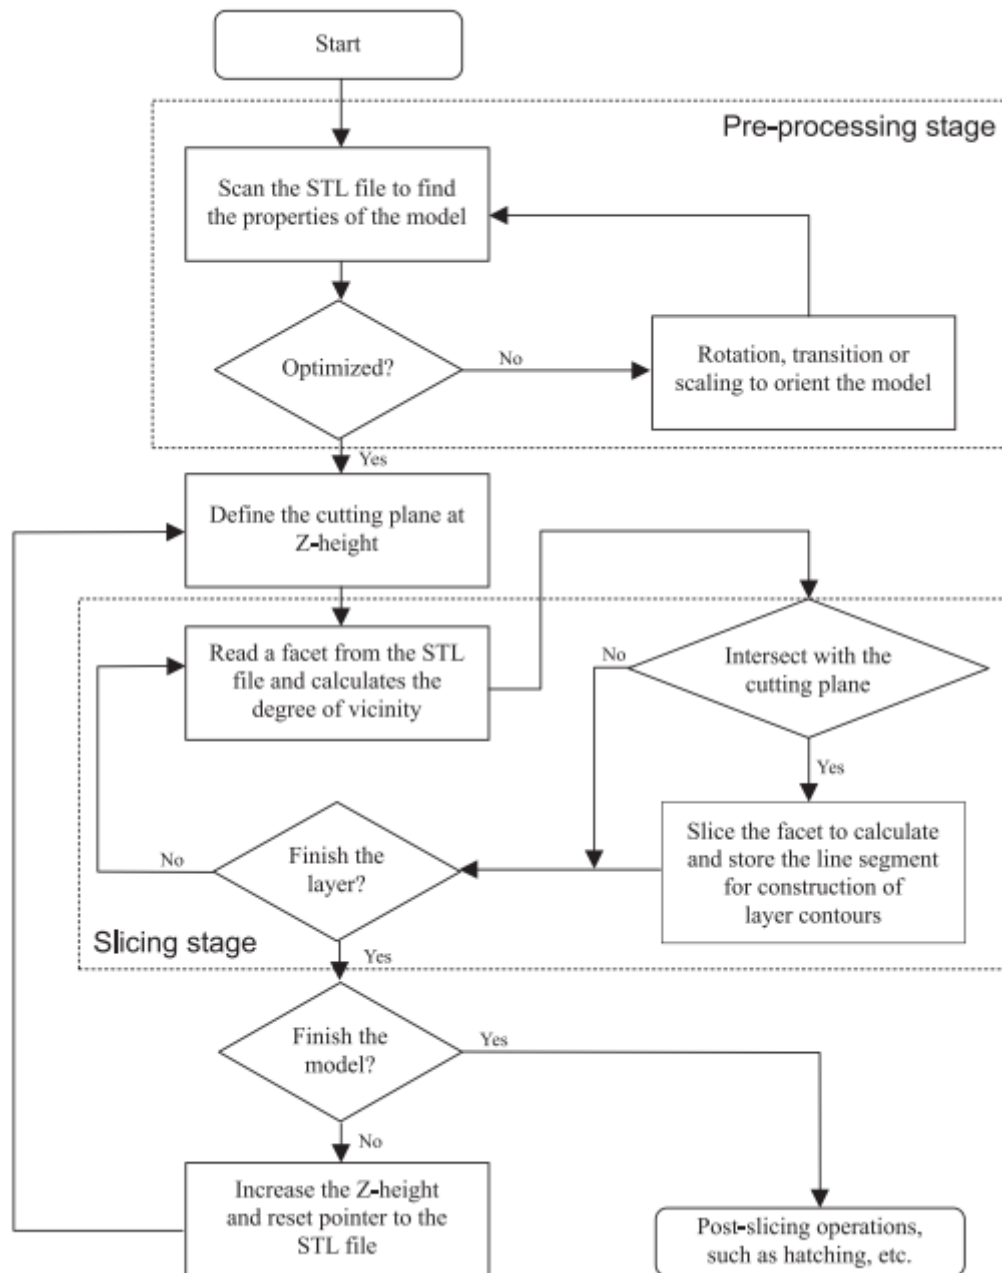 Start
Pre-processing stage
Scan the STL file to find
the properties of the model
Optimized?
No
Rotation, transition or
scaling to orient the model
Yes
Define the cutting plane at
Z-height
Read a facet from the STL
file and calculates the
degree of vicinity
No
Intersect with the
cutting plane
Yes
Slice the facet to calculate
and store the line segment
for construction of
layer contours
No
Finish the
layer?
Slicing stage
Yes
Finish the
model?
Yes
No
Increase the Z-height
and reset pointer to the
STL file
Post-slicing operations,
such as hatching, etc.